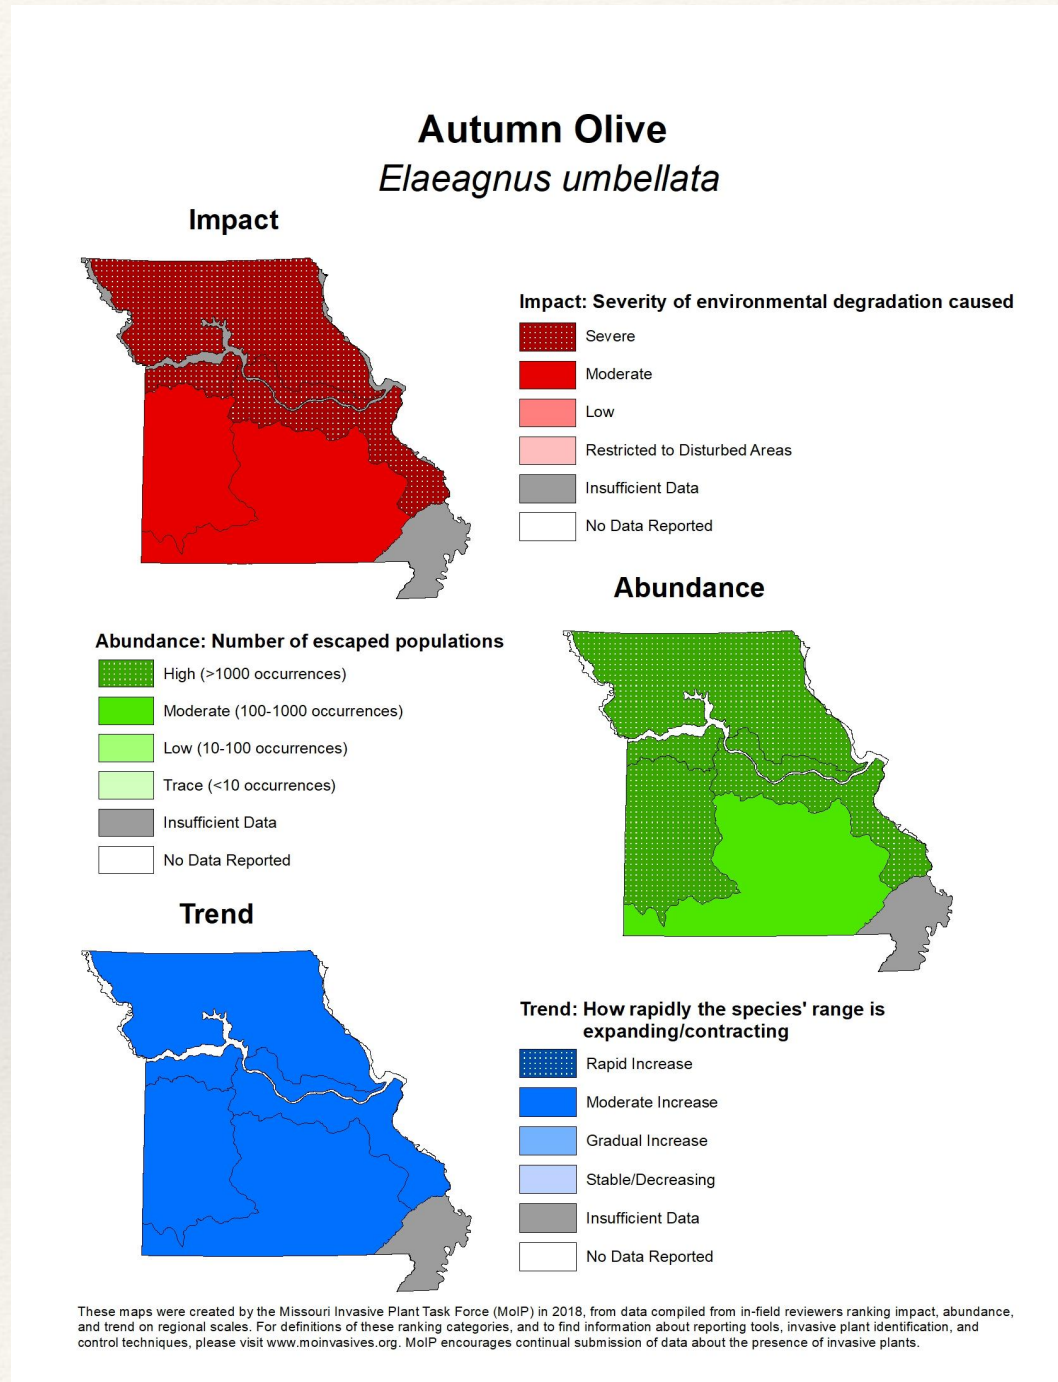 Autumn Olive
Elaeagnus umbellata
Impact
Impact: Severity of environmental degradation caused
Severe
Moderate
Low
Restricted to Disturbed Areas
Insufficient Data
No Data Reported
Abundance
Abundance: Number of escaped populations
High (>1000 occurrences)
Moderate (100-1000 occurrences)
Low (10-100 occurrences)
Trace (<10 occurrences)
Insufficient Data
No Data Reported
Trend
Trend: How rapidly the species' range is
expanding/contracting
Rapid Increase
Moderate Increase
Gradual Increase
Stable/Decreasing
Insufficient Data
No Data Reported
These maps were created by the Missouri Invasive Plant Task Force (MoIP) in 2018, from data compiled from in-field reviewers ranking impact, abundance,
and trend on regional scales. For definitions of these ranking categories, and to find information about reporting tools, invasive plant identification, and
control techniques, please visit www.moinvasives.org. MoIP encourages continual submission of data about the presence of invasive plants.